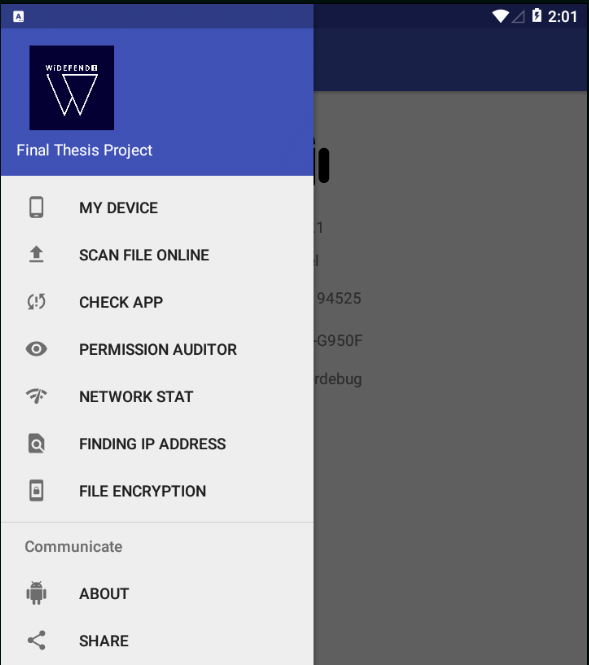 A
2:01
WiDEFENDER
Final Thesis Project
MY DEVICE
SCAN FILE ONLINE
.1
CHECK APP
94525
PERMISSION AUDITOR
-G950F
NETWORK STAT
rdebug
FINDING IP ADDRESS
FILE ENCRYPTION
Communicate
ABOUT
SHARE